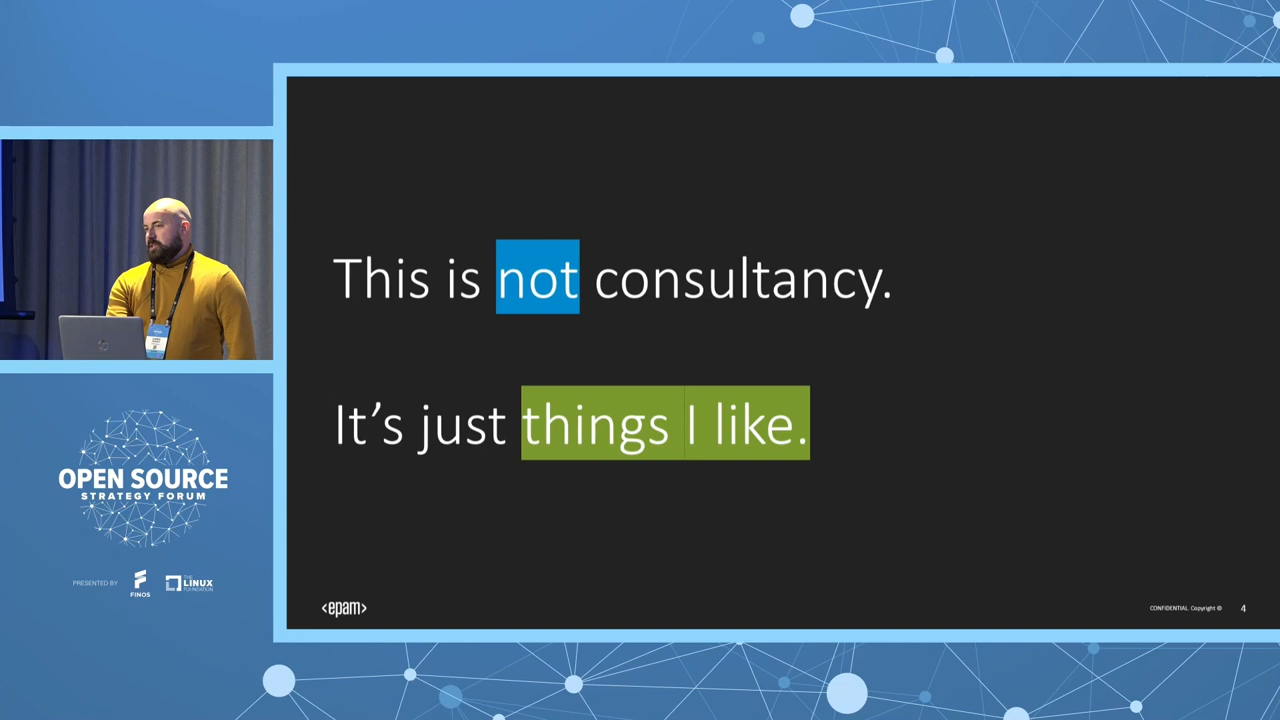 This is not consultancy.
It's just things I like.
OPEN SOURCE
STRATEGY FORUM
PRESENTED BY
FINOS
THE
LINUX
FOUNDATION
<epam>
CONFIDENTIAL. Copyright ©
4